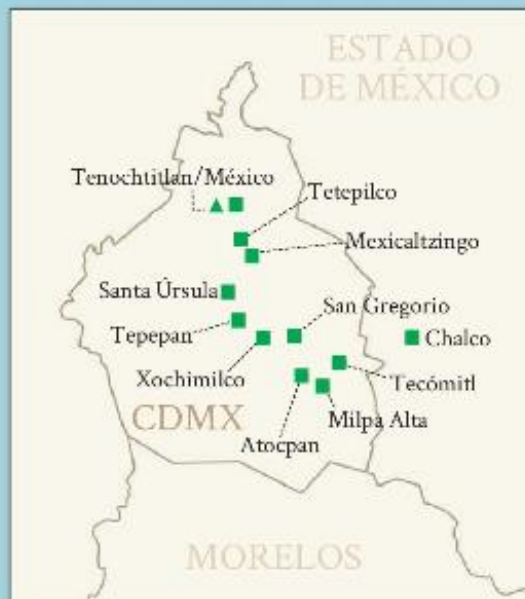 ESTADO
DE MÉXICO
Tenochtitlan/México
Tetepilco
Mexicaltzingo
Santa Úrsula
San Gregorio
Tepepan
Chalco
Xochimilco
Tecómitl
CDMX
Milpa Alta
Atocpan
MORELOS